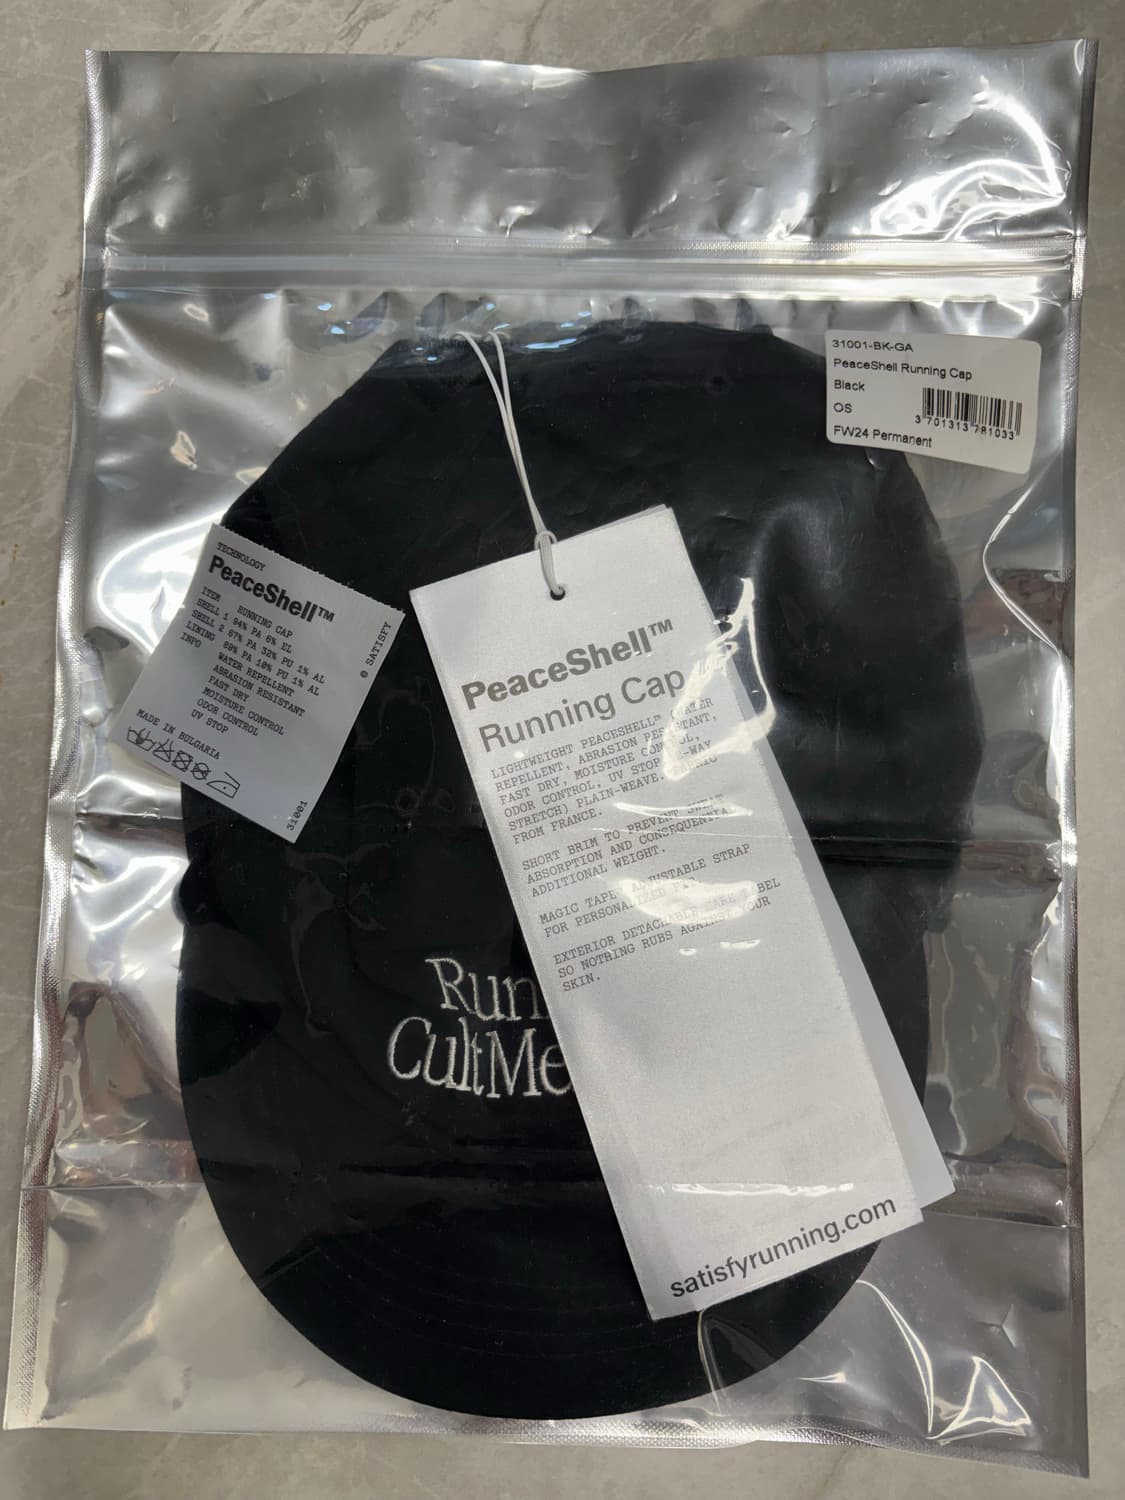 31001-BK-GA
PeaceShell Running Cap
Black
OS
3 701313 781033
FW24 Permanent
TECHNOLOGY
PeaceShell™
ITEM RUNNING CAP
SHELL 1 94% PA 6% EL
SHELL 2 67% PA 32% PU 1% AL
LINING 89% PA 10% PU 1% AL
INFO WATER REPELLENT
ABRASION RESISTANT
FAST DRY
MOISTURE CONTROL
ODOR CONTROL
UV STOP
MADE IN BULGARIA
© SATISFY
31001
PeaceShell™
Running Cap
LIGHTWEIGHT PEACESHELL™
REPELLENT, ABRASION
FAST DRY, MOISTURE
ODOR CONTROL, UV STOP
STRETCH) PLAIN-WEAVE.
FROM FRANCE.
SHORT BRIM TO PREVENT SWEAT
ABSORPTION AND CONSEQUENTIAL
ADDITIONAL WEIGHT.
MAGIC TAPE ADJUSTABLE STRAP
FOR PERSONALIZED
EXTERIOR DETACHABLE CARE LABEL
SO NOTHING RUBS AGAINST YOUR
SKIN.
Run
CultMe
satisfyrunning.com